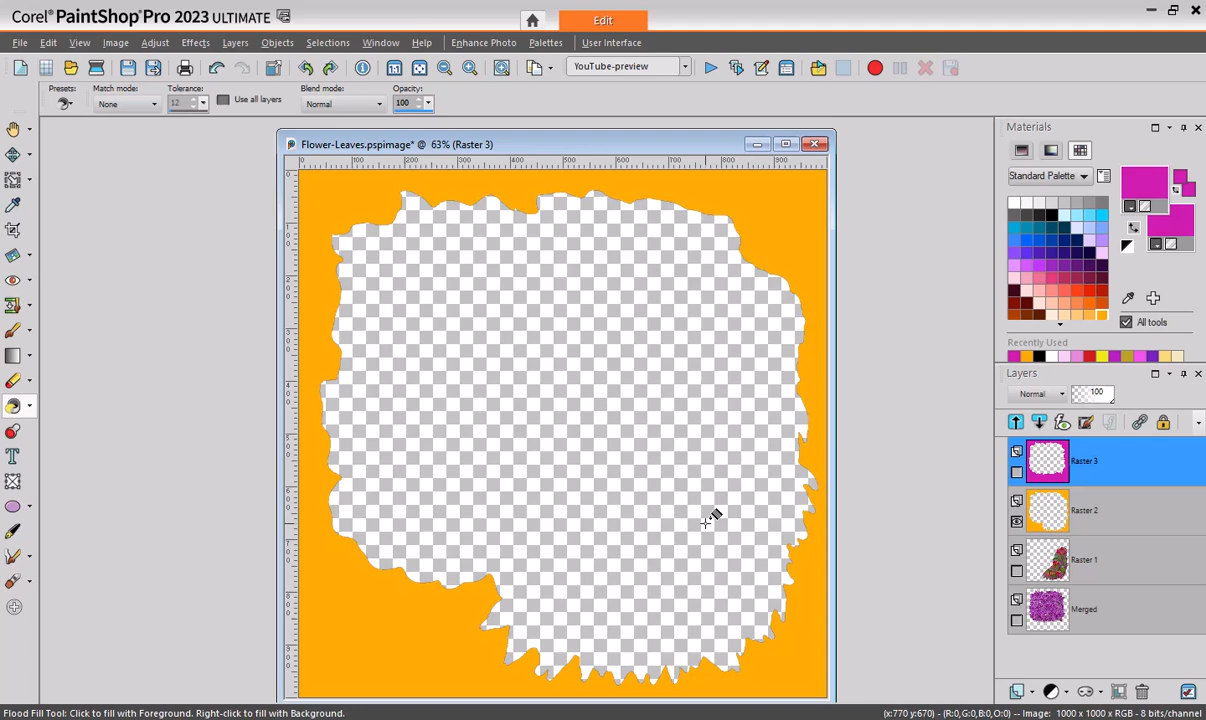 Corel® PaintShop® Pro 2023 ULTIMATE
Edit
File Edit View Image Adjust Effects Layers Objects Selections Window Help Enhance Photo Palettes User Interface
YouTube-preview
Presets: Match mode: Tolerance: Use all layers Blend mode: Opacity:
None 12 Normal 100
Flower-Leaves.pspimage* @ 63% (Raster 3)
Materials
Standard Palette
All tools
Recently Used
Layers
Normal 100
Raster 3
Raster 2
Raster 1
Merged
Flood Fill Tool: Click to fill with Foreground. Right-click to fill with Background.
(x:770 y:670) -- (R:0,G:0,B:0,O:0) -- Image: 1000 x 1000 x RGB - 8 bits/channel